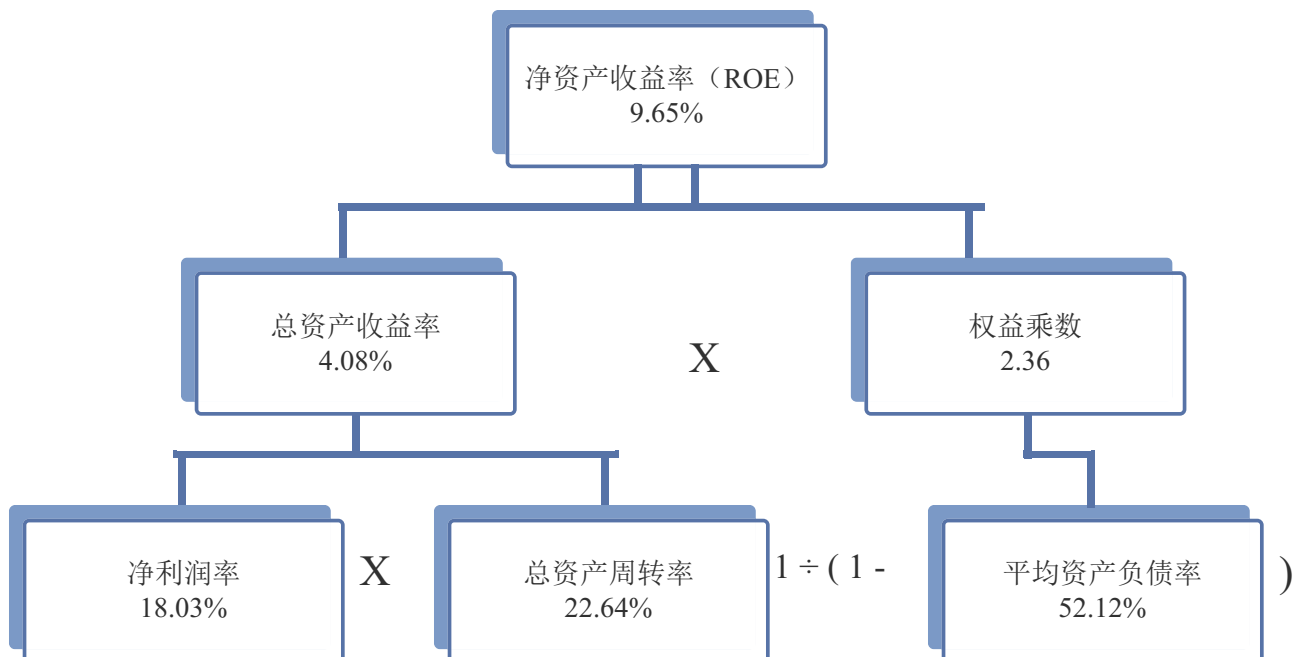 净资产收益率（ROE）
9.65%
总资产收益率
4.08%
X
权益乘数
2.36
净利润率
18.03%
X
总资产周转率
22.64%
1 ÷ ( 1 -
平均资产负债率
52.12%
)